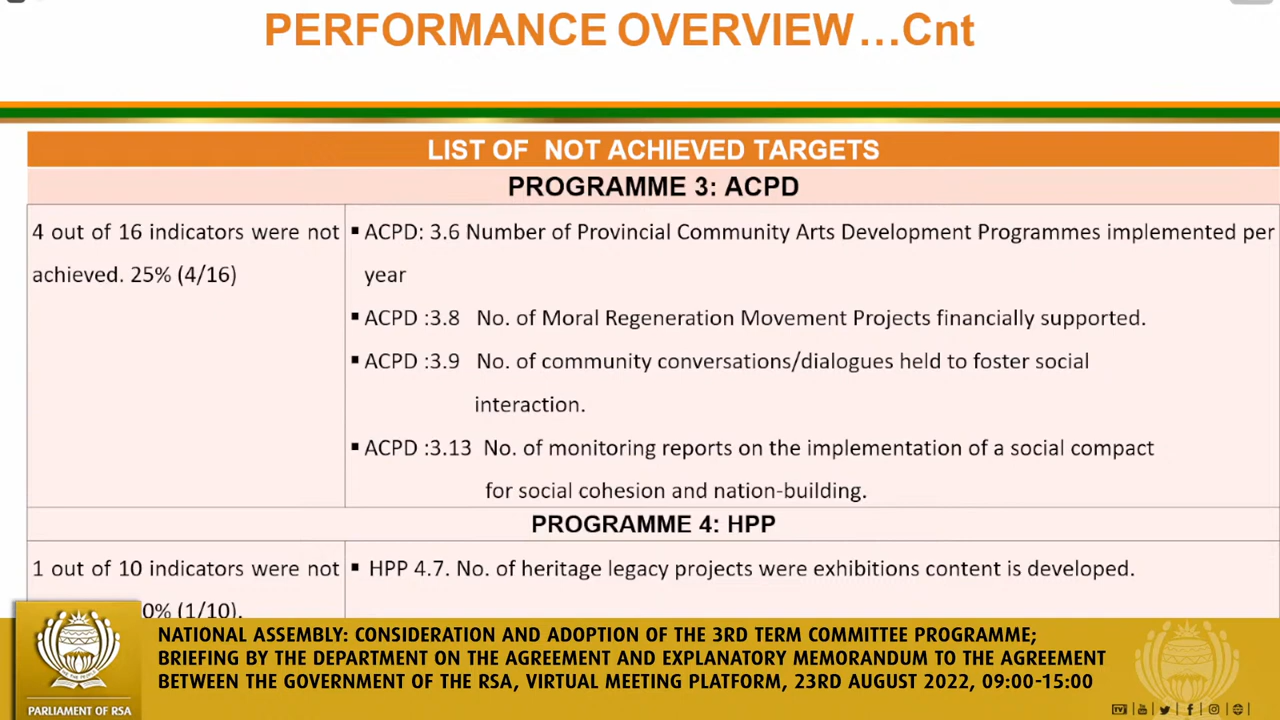 PERFORMANCE OVERVIEW...Cnt
LIST OF NOT ACHIEVED TARGETS
PROGRAMME 3: ACPD
4 out of 16 indicators were not
achieved. 25% (4/16)
▪ ACPD: 3.6 Number of Provincial Community Arts Development Programmes implemented per
year
▪ ACPD :3.8 No. of Moral Regeneration Movement Projects financially supported.
▪ ACPD :3.9 No. of community conversations/dialogues held to foster social
interaction.
▪ ACPD :3.13 No. of monitoring reports on the implementation of a social compact
for social cohesion and nation-building.
PROGRAMME 4: HPP
1 out of 10 indicators were not
0% (1/10).
▪ HPP 4.7. No. of heritage legacy projects were exhibitions content is developed.
NATIONAL ASSEMBLY: CONSIDERATION AND ADOPTION OF THE 3RD TERM COMMITTEE PROGRAMME;
BRIEFING BY THE DEPARTMENT ON THE AGREEMENT AND EXPLANATORY MEMORANDUM TO THE AGREEMENT
BETWEEN THE GOVERNMENT OF THE RSA, VIRTUAL MEETING PLATFORM, 23RD AUGUST 2022, 09:00-15:00
PARLIAMENT OF RSA